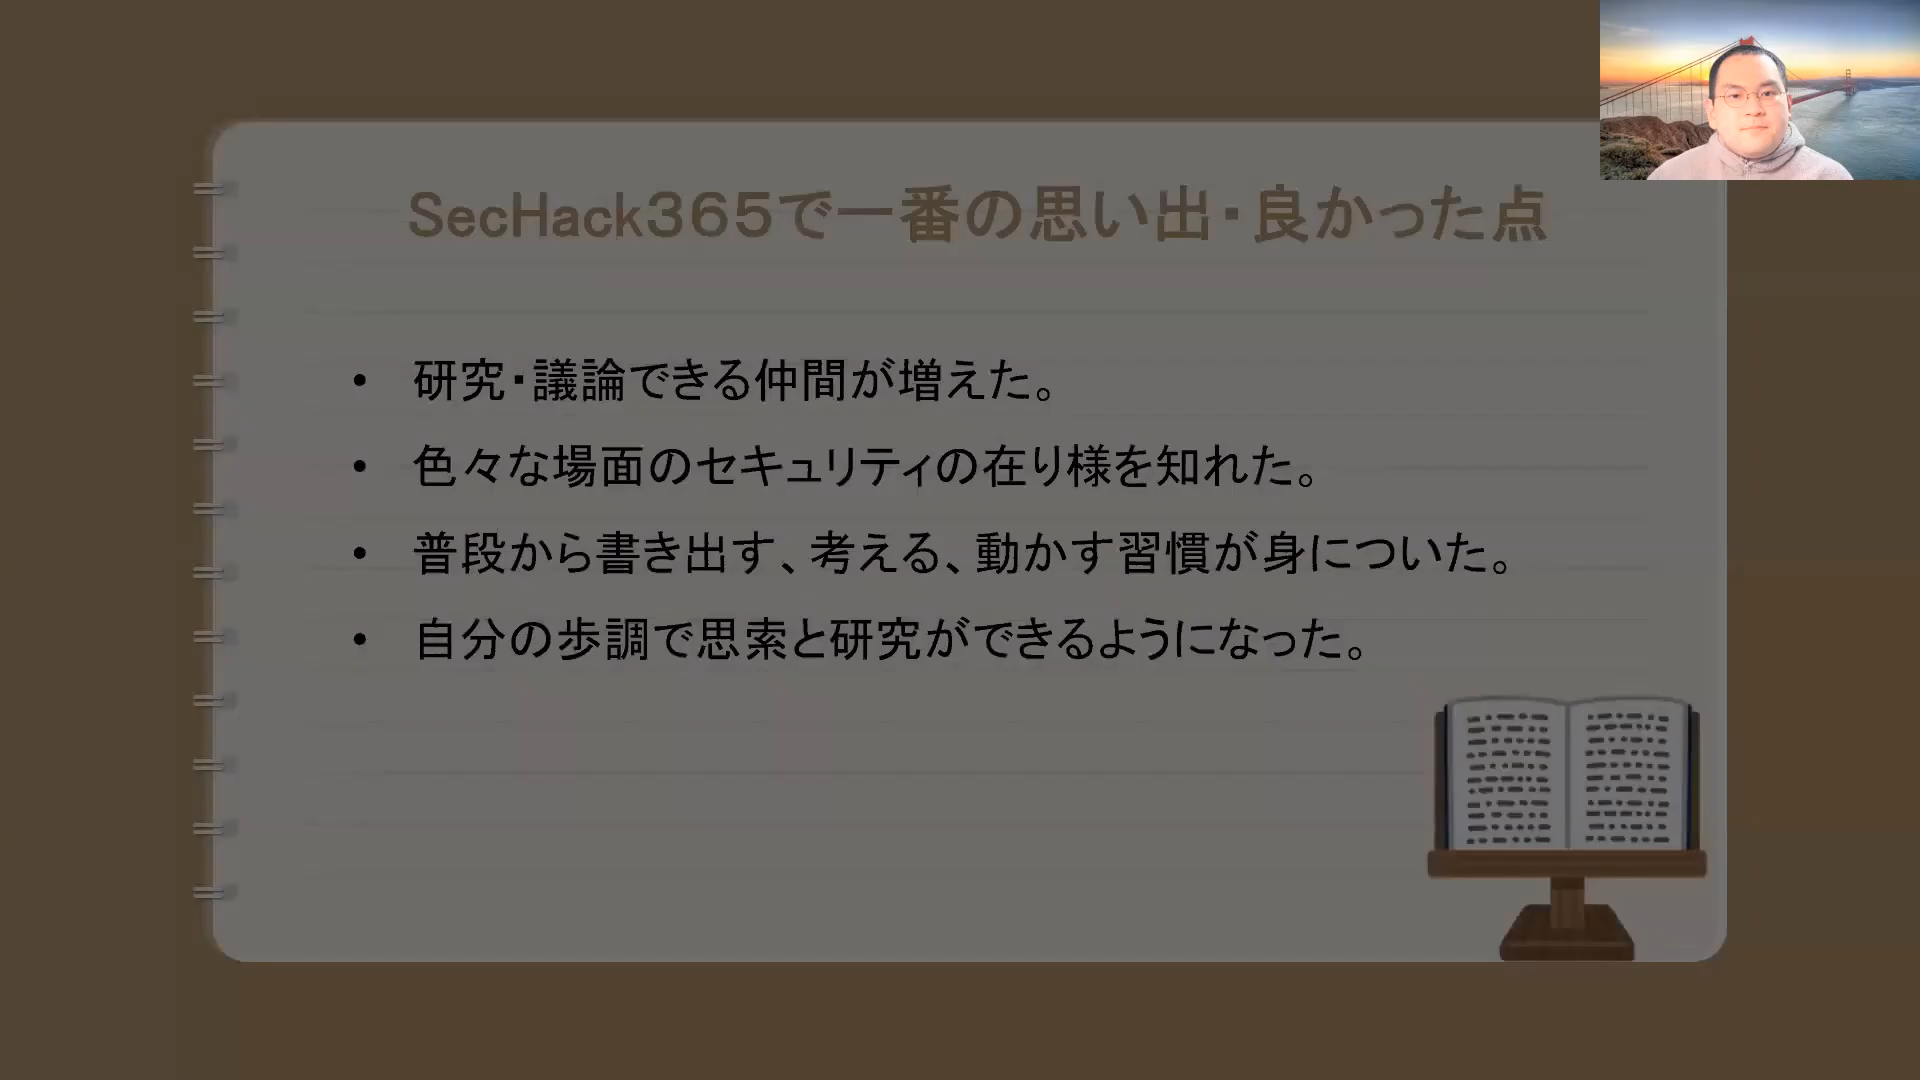 SecHack365で一番の思い出・良かった点
• 研究・議論できる仲間が増えた。
• 色々な場面のセキュリティの在り様を知れた。
• 普段から書き出す、考える、動かす習慣が身についた。
• 自分の歩調で思索と研究ができるようになった。